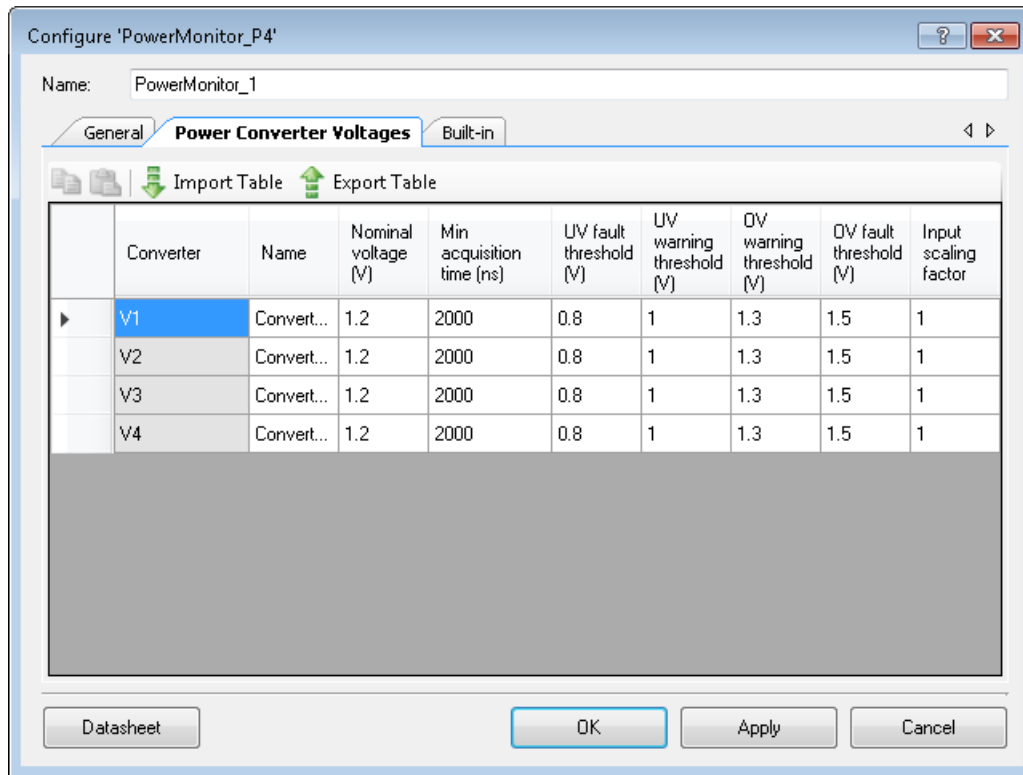 Configure 'PowerMonitor_P4'
Name: PowerMonitor_1
General Power Converter Voltages Built-in
Import Table Export Table
Converter Name Nominal voltage (V) Min acquisition time (ns) UV fault threshold (V) UV warning threshold (V) OV warning threshold (V) OV fault threshold (V) Input scaling factor
V1 Convert... 1.2 2000 0.8 1 1.3 1.5 1
V2 Convert... 1.2 2000 0.8 1 1.3 1.5 1
V3 Convert... 1.2 2000 0.8 1 1.3 1.5 1
V4 Convert... 1.2 2000 0.8 1 1.3 1.5 1
Datasheet OK Apply Cancel